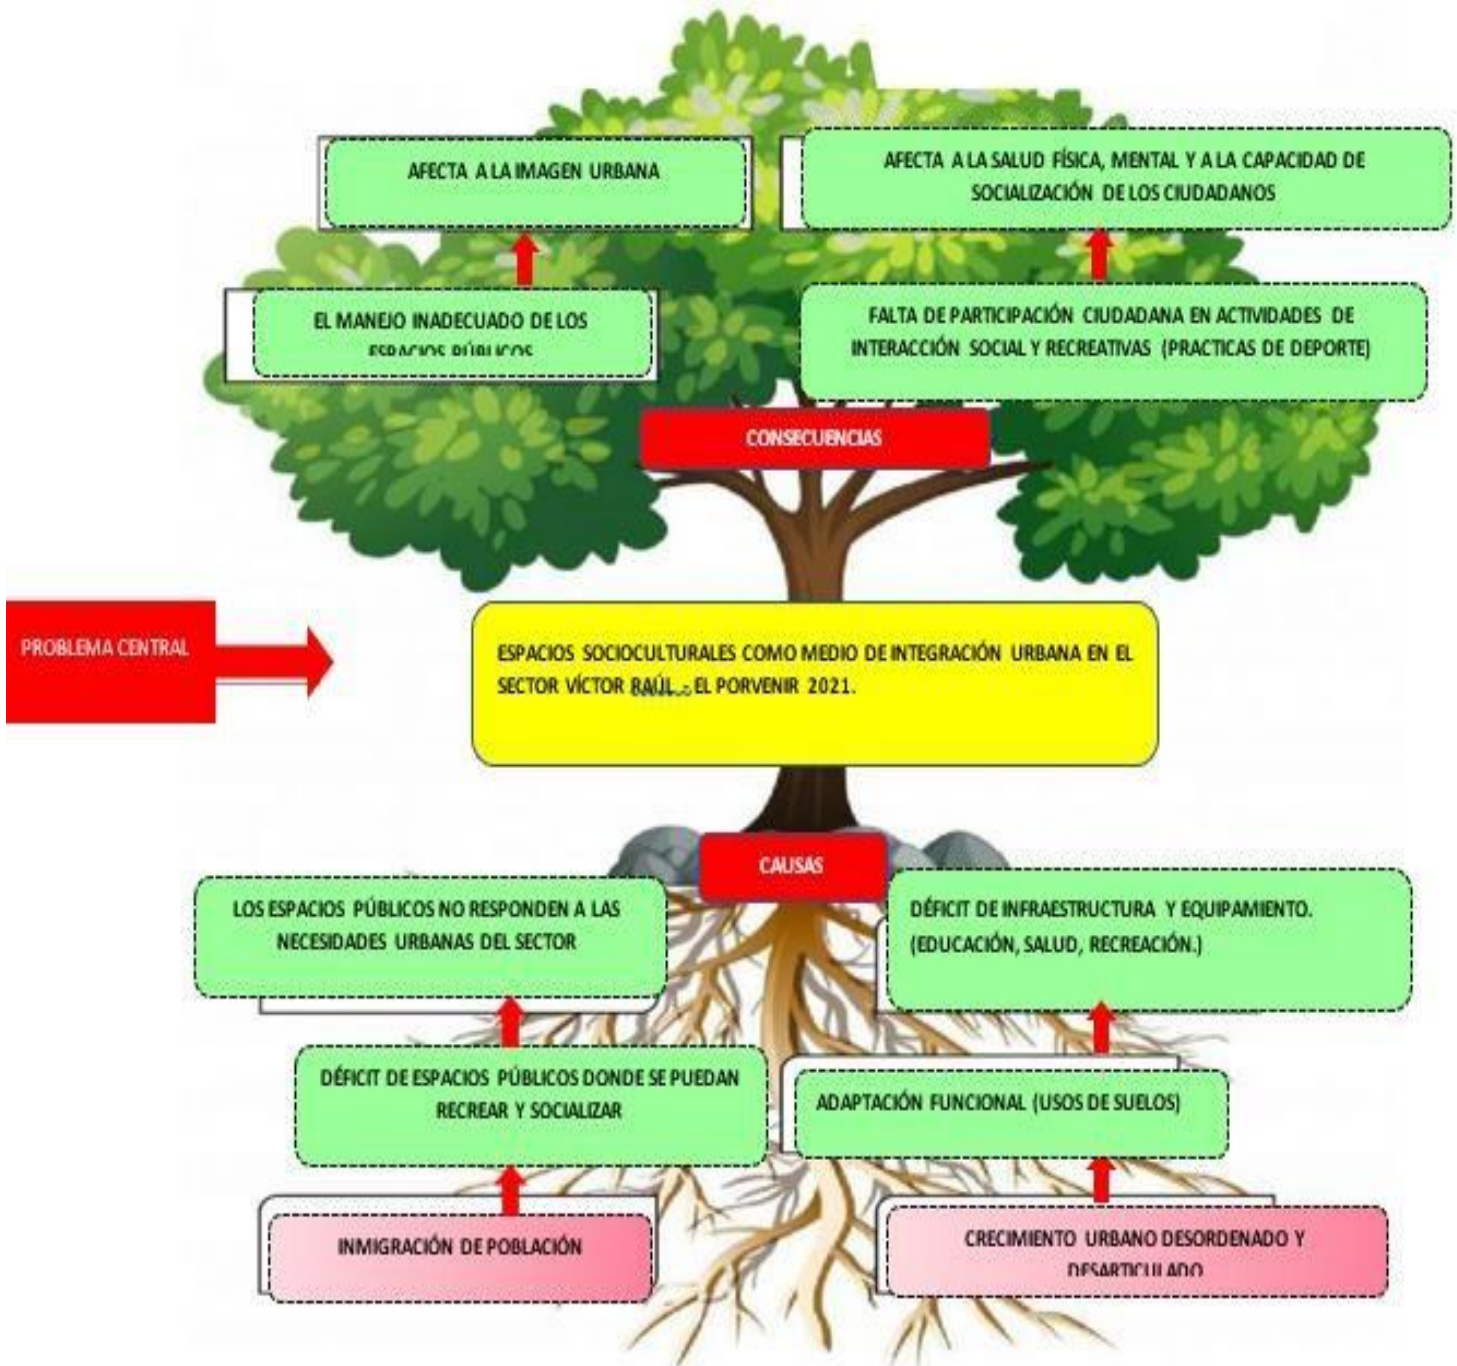 AFECTA A LA IMAGEN URBANA
AFECTA A LA SALUD FÍSICA, MENTAL Y A LA CAPACIDAD DE
SOCIALIZACIÓN DE LOS CIUDADANOS
EL MANEJO INADECUADO DE LOS
ESPACIOS PÚBLICOS
FALTA DE PARTICIPACIÓN CIUDADANA EN ACTIVIDADES DE
INTERACCIÓN SOCIAL Y RECREATIVAS (PRACTICAS DE DEPORTE)
CONSECUENCIAS
PROBLEMA CENTRAL
ESPACIOS SOCIOCULTURALES COMO MEDIO DE INTEGRACIÓN URBANA EN EL
SECTOR VÍCTOR RAÚL - EL PORVENIR 2021.
CAUSAS
LOS ESPACIOS PÚBLICOS NO RESPONDEN A LAS
NECESIDADES URBANAS DEL SECTOR
DÉFICIT DE INFRAESTRUCTURA Y EQUIPAMIENTO.
(EDUCACIÓN, SALUD, RECREACIÓN.)
DÉFICIT DE ESPACIOS PÚBLICOS DONDE SE PUEDAN
RECREAR Y SOCIALIZAR
ADAPTACIÓN FUNCIONAL (USOS DE SUELOS)
INMIGRACIÓN DE POBLACIÓN
CRECIMIENTO URBANO DESORDENADO Y
DESARTICULADO